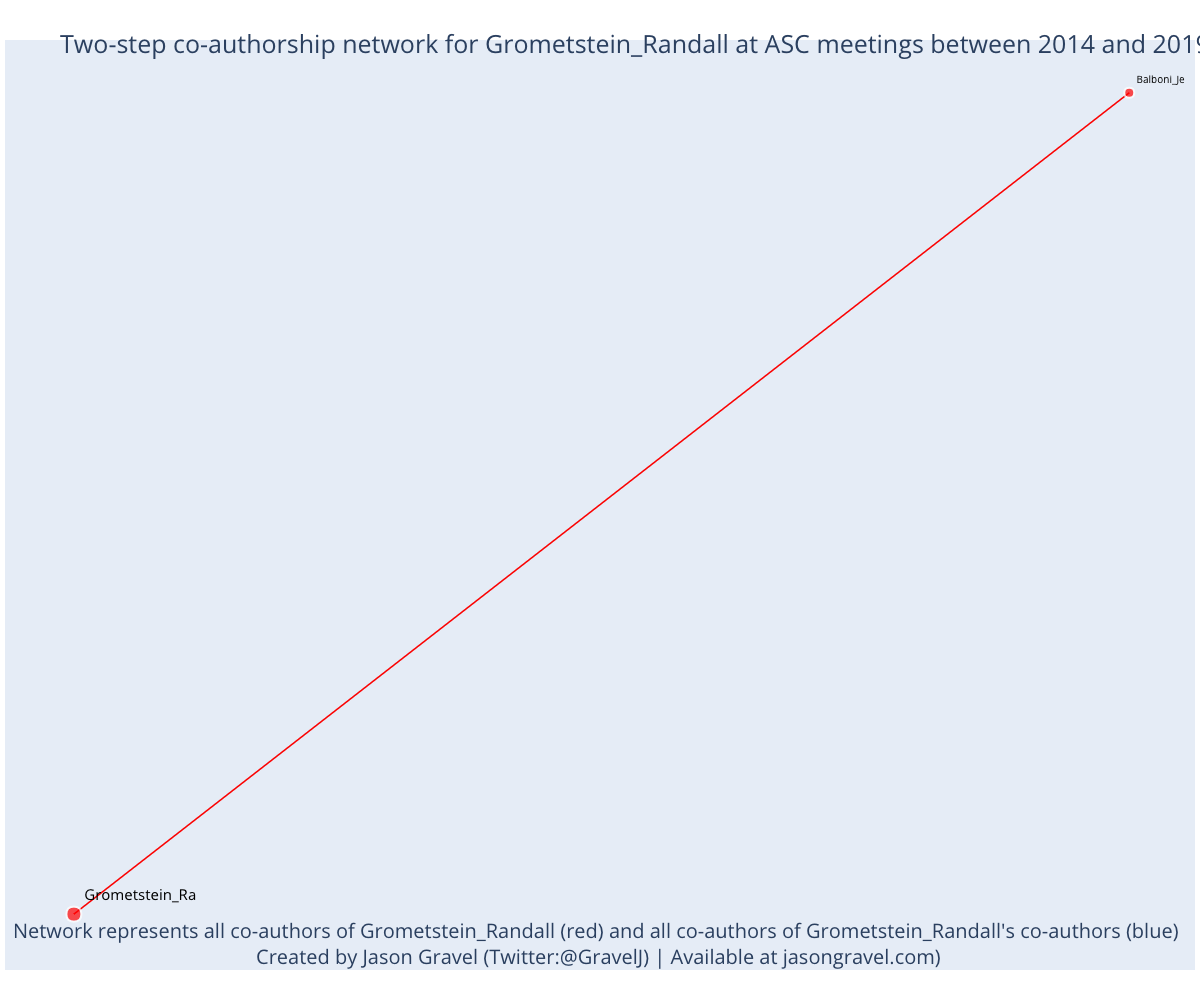 Two-step co-authorship network for Grometstein_Randall at ASC meetings between 2014 and 2019
Balboni_Je
Grometstein_Ra
Network represents all co-authors of Grometstein_Randall (red) and all co-authors of Grometstein_Randall's co-authors (blue)
Created by Jason Gravel (Twitter:@GravelJ) | Available at jasongravel.com)